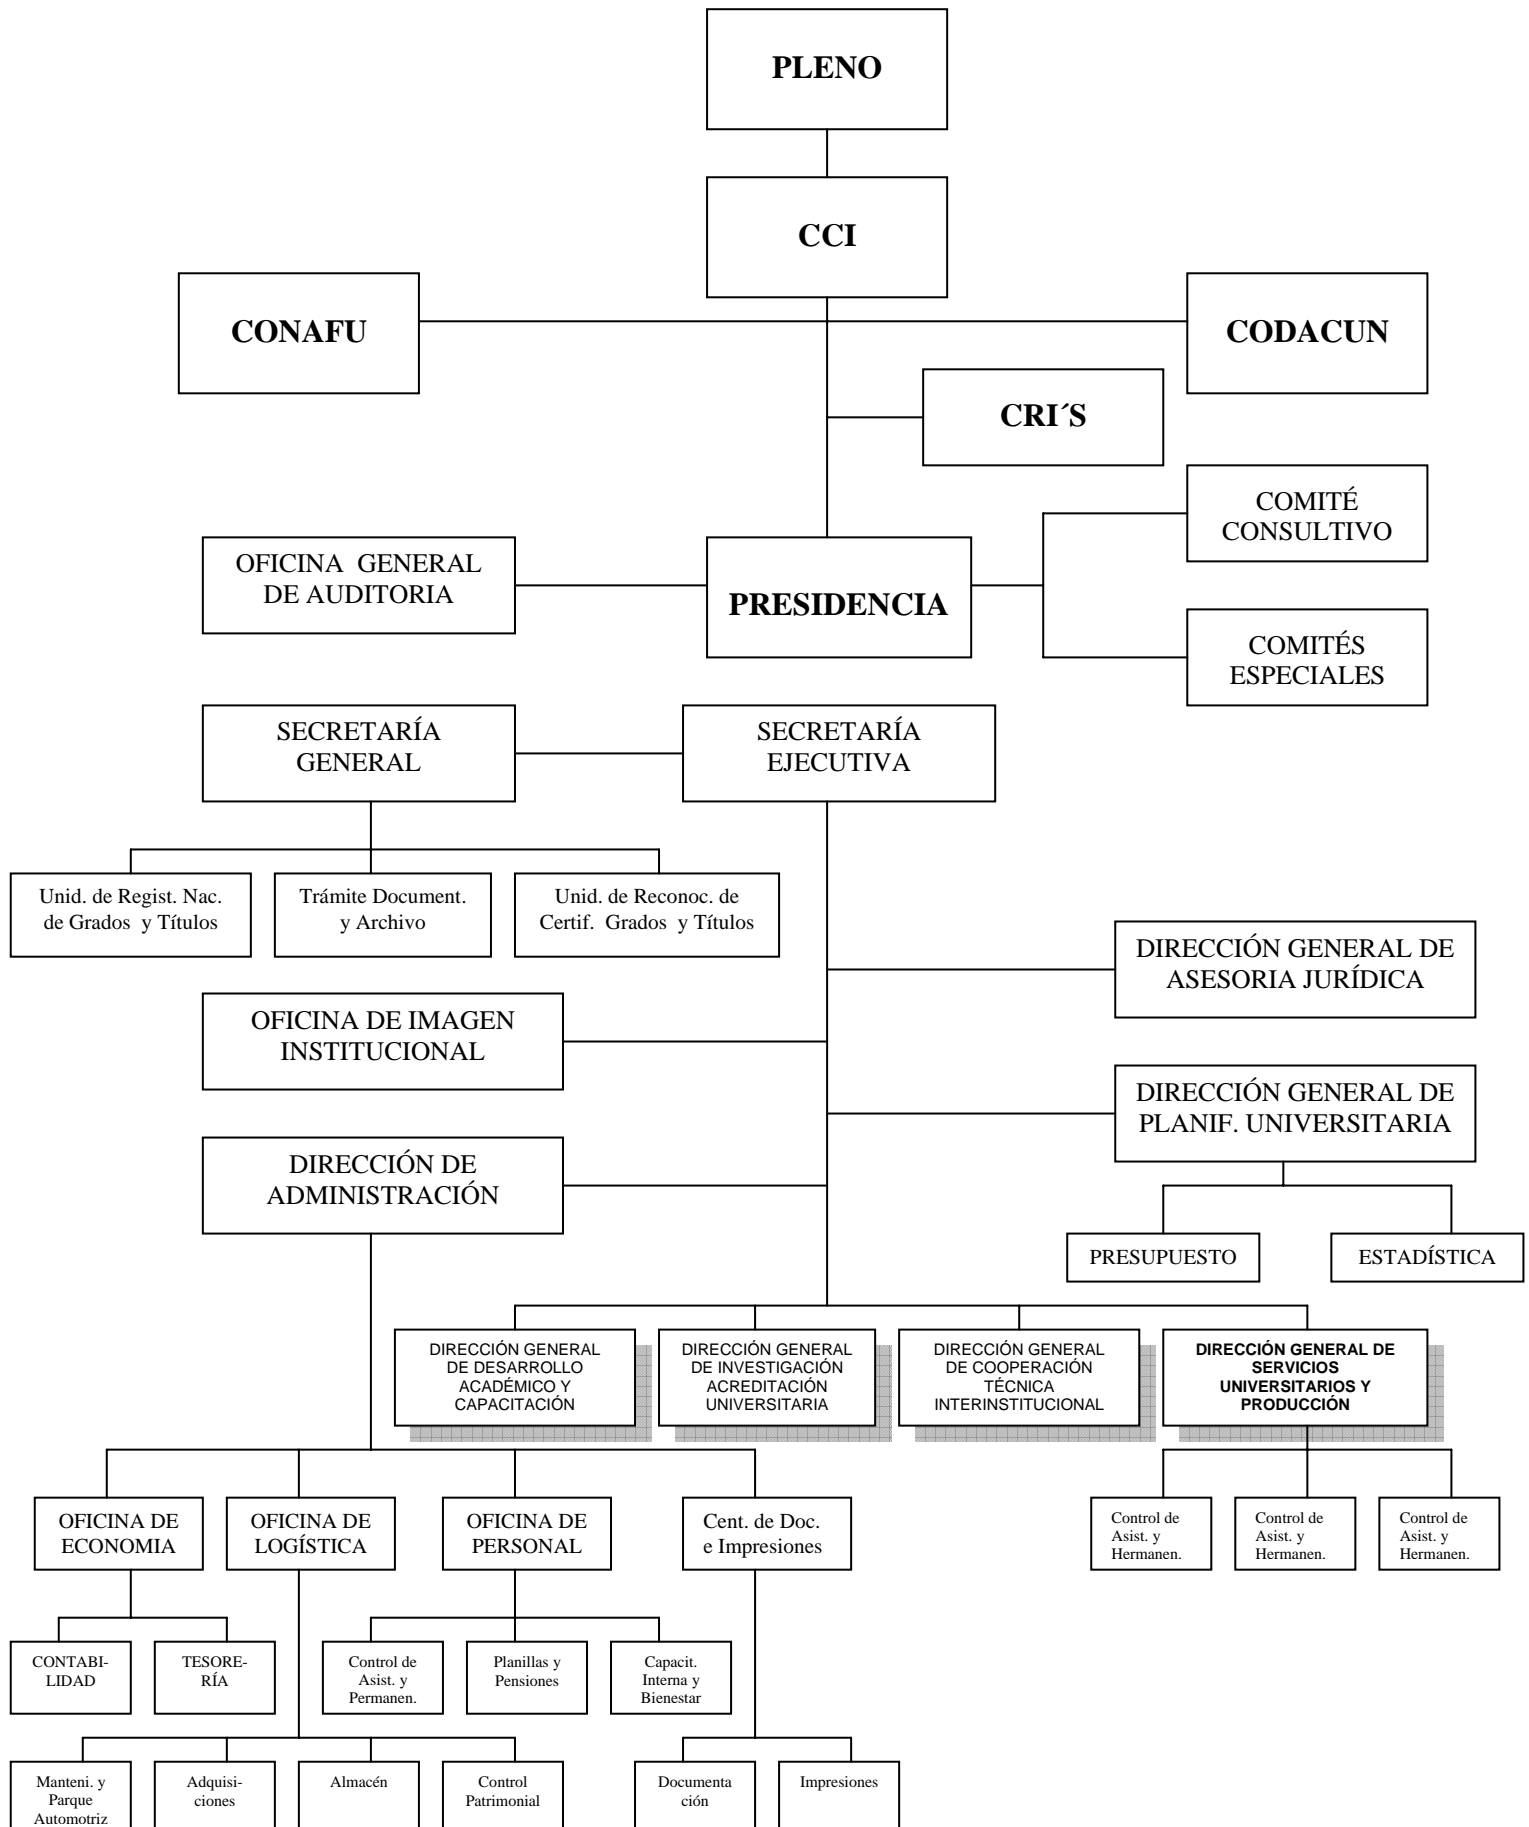 PLENO
CCI
CONAFU
CODACUN
CRI´S
COMITÉ
CONSULTIVO
OFICINA GENERAL
DE AUDITORIA
PRESIDENCIA
COMITÉS
ESPECIALES
SECRETARÍA
GENERAL
SECRETARÍA
EJECUTIVA
Unid. de Regist. Nac.
de Grados y Títulos
Trámite Document.
y Archivo
Unid. de Reconoc. de
Certif. Grados y Títulos
DIRECCIÓN GENERAL DE
ASESORIA JURÍDICA
OFICINA DE IMAGEN
INSTITUCIONAL
DIRECCIÓN GENERAL DE
PLANIF. UNIVERSITARIA
DIRECCIÓN DE
ADMINISTRACIÓN
PRESUPUESTO
ESTADÍSTICA
DIRECCIÓN GENERAL
DE DESARROLLO
ACADÉMICO Y
CAPACITACIÓN
DIRECCIÓN GENERAL
DE INVESTIGACIÓN
ACREDITACIÓN
UNIVERSITARIA
DIRECCIÓN GENERAL
DE COOPERACIÓN
TÉCNICA
INTERINSTITUCIONAL
DIRECCIÓN GENERAL DE
SERVICIOS
UNIVERSITARIOS Y
PRODUCCIÓN
OFICINA DE
ECONOMIA
OFICINA DE
LOGÍSTICA
OFICINA DE
PERSONAL
Cent. de Doc.
e Impresiones
Control de
Asist. y
Hermanen.
Control de
Asist. y
Hermanen.
Control de
Asist. y
Hermanen.
CONTABI-
LIDAD
TESORE-
RÍA
Control de
Asist. y
Permanen.
Planillas y
Pensiones
Capacit.
Interna y
Bienestar
Manteni. y
Parque
Automotriz
Adquisi-
ciones
Almacén
Control
Patrimonial
Documenta
ción
Impresiones